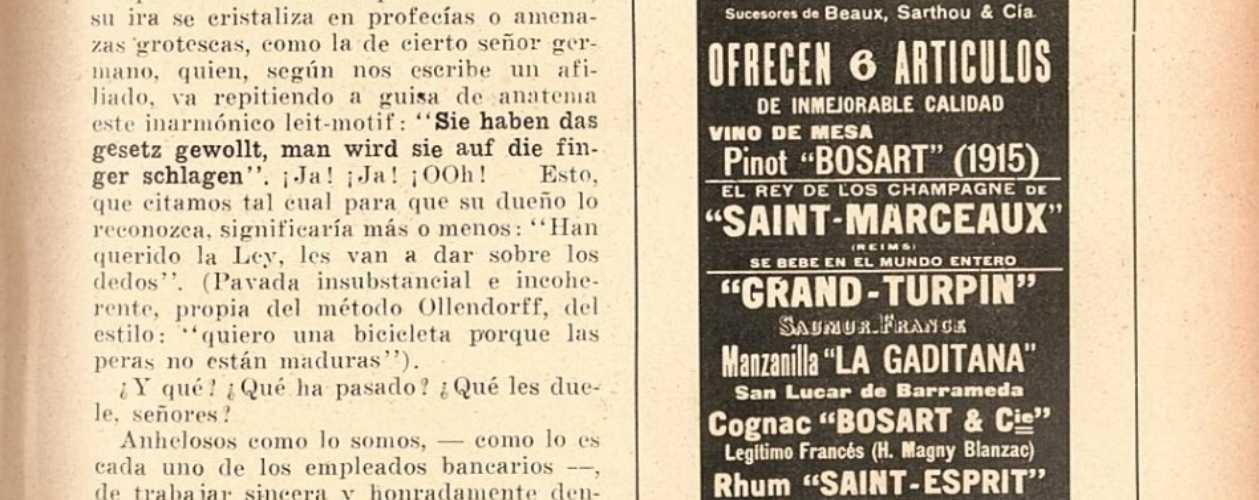 su ira se cristaliza en profecías o amena-
zas grotescas, como la de cierto señor ger-
mano, quien, según nos escribe un afi-
liado, va repitiendo a guisa de anatema
este inarmónico leit-motif: "Sie haben das
gesetz gewollt, man wird sie auf die fin-
ger schlagen". ¡Ja! ¡Ja! ¡OOh! Esto,
que citamos tal cual para que su dueño lo
reconozca, significaría más o menos: "Han
querido la Ley, les van a dar sobre los
dedos". (Pavada insubstancial e incohe-
rente, propia del método Ollendorff, del
estilo: "quiero una bicicleta porque las
peras no están maduras").
¿Y qué? ¿Qué ha pasado? ¿Qué les due-
le, señores?
Anhelosos como lo somos, — como lo es
cada uno de los empleados bancarios —,
de trabajar sincera y honradamente den-
Sucesores de Beaux, Sarthou & Cía.
OFRECEN 6 ARTICULOS
DE INMEJORABLE CALIDAD
VINO DE MESA
Pinot "BOSART" (1915)
EL REY DE LOS CHAMPAGNE DE
"SAINT-MARCEAUX"
(REIMS)
SE BEBE EN EL MUNDO ENTERO
"GRAND-TURPIN"
SAUMUR-FRANCE
Manzanilla "LA GADITANA"
San Lucar de Barrameda
Cognac "BOSART & Cie"
Legítimo Francés (H. Magny Blanzac)
Rhum "SAINT-ESPRIT"